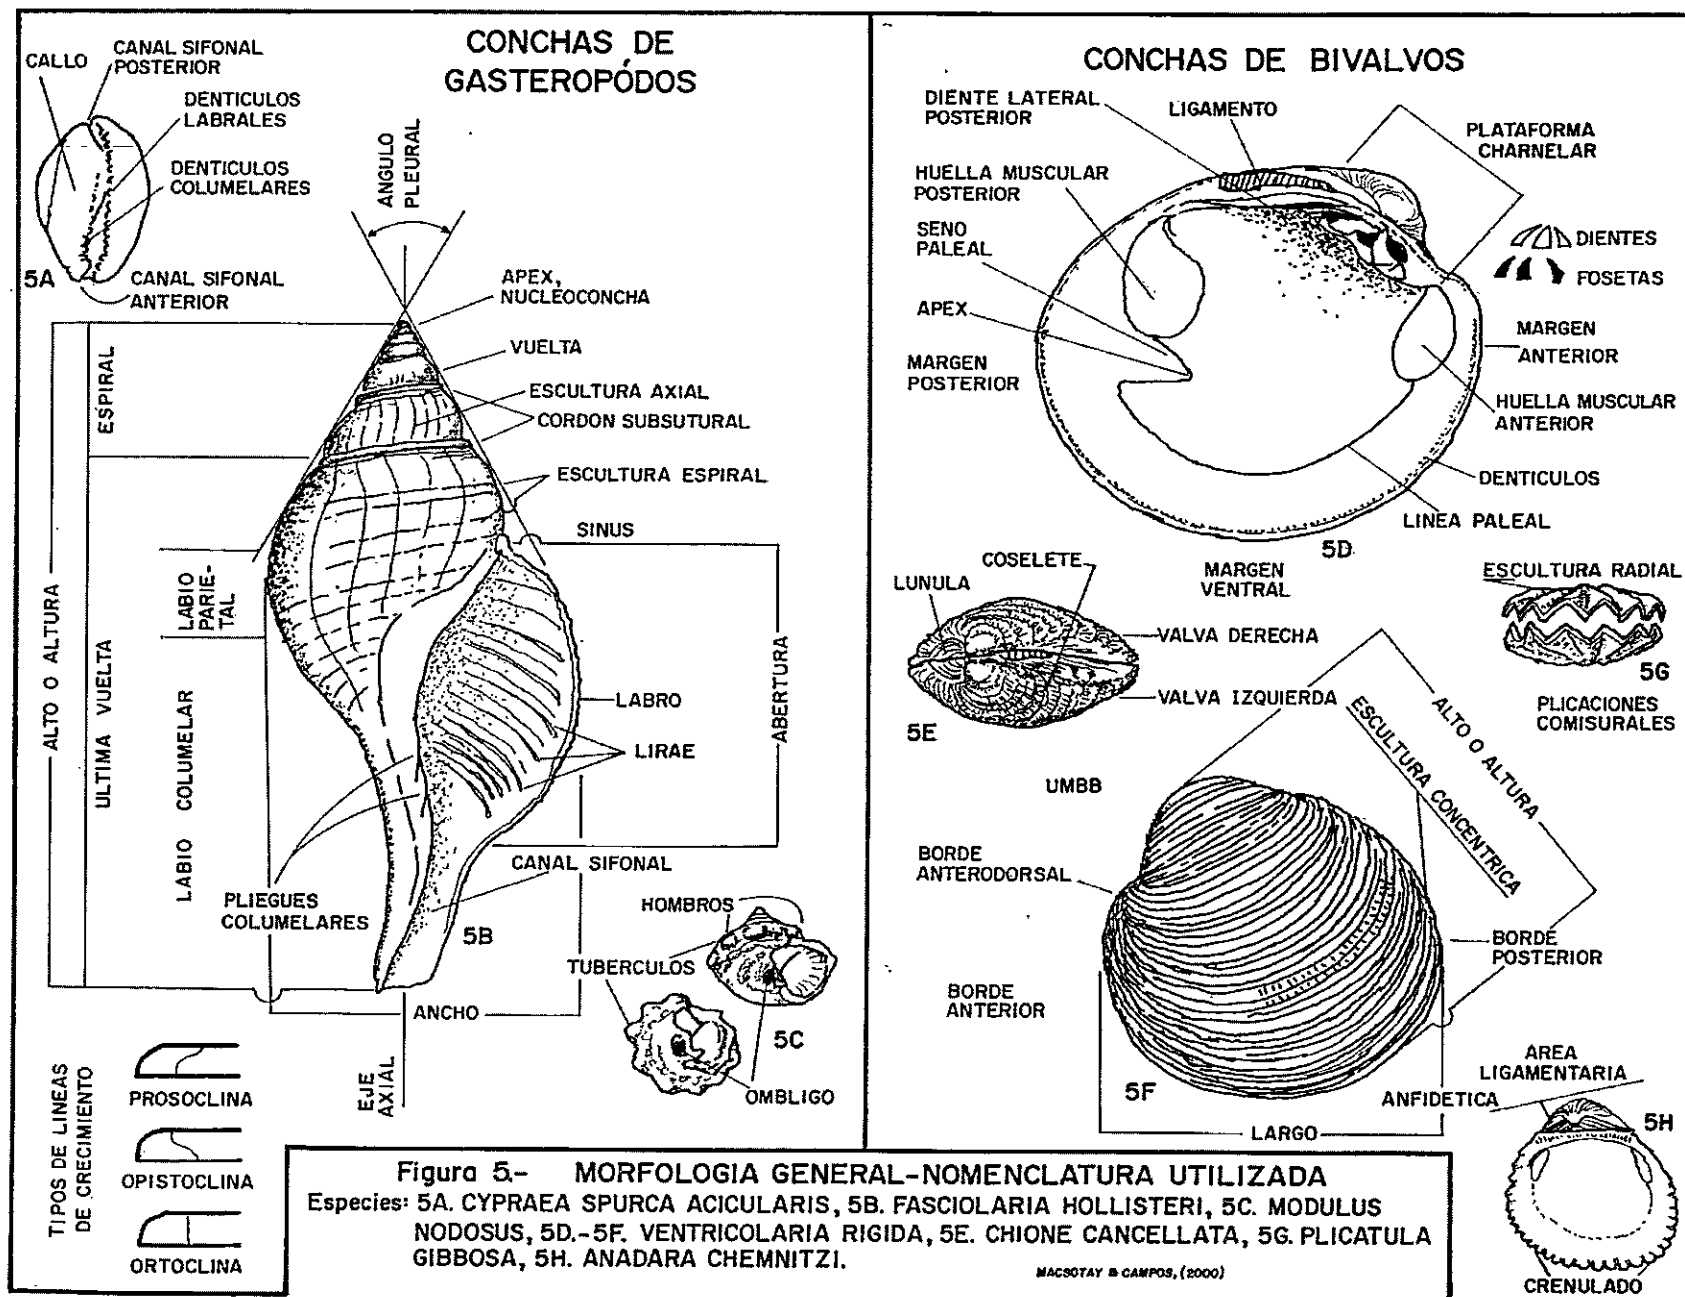 CONCHAS DE
GASTEROPÓDOS
CALLO
CANAL SIFONAL
POSTERIOR
DENTICULOS
LABRALES
DENTICULOS
COLUMELARES
5A
CANAL SIFONAL
ANTERIOR
ANGULO
PLEURAL
APEX,
NUCLEOCONCHA
VUELTA
ESCULTURA AXIAL
CORDON SUBSUTURAL
ESCULTURA ESPIRAL
SINUS
ESPIRAL
ALTO O ALTURA
ULTIMA VUELTA
LABIO
PARIE-
TAL
LABIO COLUMELAR
ABERTURA
LABRO
LIRAE
PLIEGUES
COLUMELARES
CANAL SIFONAL
5B
HOMBROS
TUBERCULOS
5C
OMBLIGO
ANCHO
EJE
AXIAL
TIPOS DE LINEAS
DE CRECIMIENTO
PROSOCLINA
OPISTOCLINA
ORTOCLINA
CONCHAS DE BIVALVOS
DIENTE LATERAL
POSTERIOR
LIGAMENTO
PLATAFORMA
CHARNELAR
HUELLA MUSCULAR
POSTERIOR
SENO
PALEAL
DIENTES
FOSETAS
APEX
MARGEN
POSTERIOR
MARGEN
ANTERIOR
HUELLA MUSCULAR
ANTERIOR
DENTICULOS
LINEA PALEAL
5D
MARGEN
VENTRAL
COSELETE
LUNULA
VALVA DERECHA
VALVA IZQUIERDA
5E
ESCULTURA RADIAL
5G
PLICACIONES
COMISURALES
UMBB
ALTO O ALTURA
ESCULTURA CONCENTRICA
BORDE
ANTERODORSAL
BORDE
POSTERIOR
BORDE
ANTERIOR
5F
LARGO
AREA
LIGAMENTARIA
ANFIDETICA
5H
CRENULADO
Figura 5.- MORFOLOGIA GENERAL-NOMENCLATURA UTILIZADA
Especies: 5A. CYPRAEA SPURCA ACICULARIS, 5B. FASCIOLARIA HOLLISTERI, 5C. MODULUS
NODOSUS, 5D.-5F. VENTRICOLARIA RIGIDA, 5E. CHIONE CANCELLATA, 5G. PLICATULA
GIBBOSA, 5H. ANADARA CHEMNITZI.
MACSOTAY & CAMPOS, (2000)